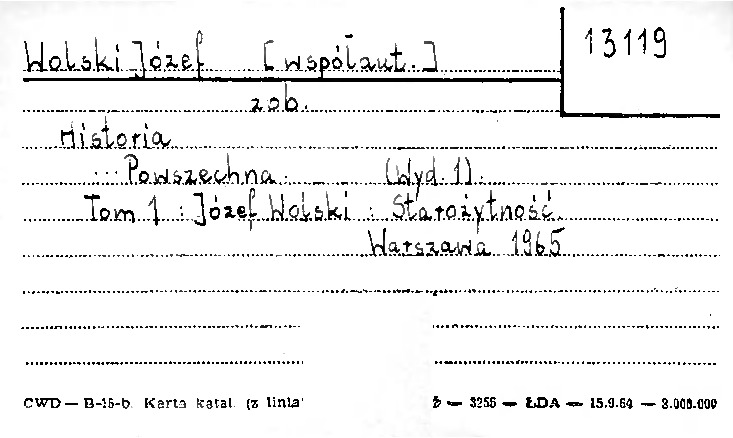 Wolski Józef [współaut.] 13119
zob.
Historia
Powszechna. (Wyd. 1).
Tom 1 : Józef Wolski : Starożytność.
Warszawa 1965
CWD — B-15-b. Karta katal. (z linia' Ż — 3256 — ŁDA — 15.9.64 — 3.000.000